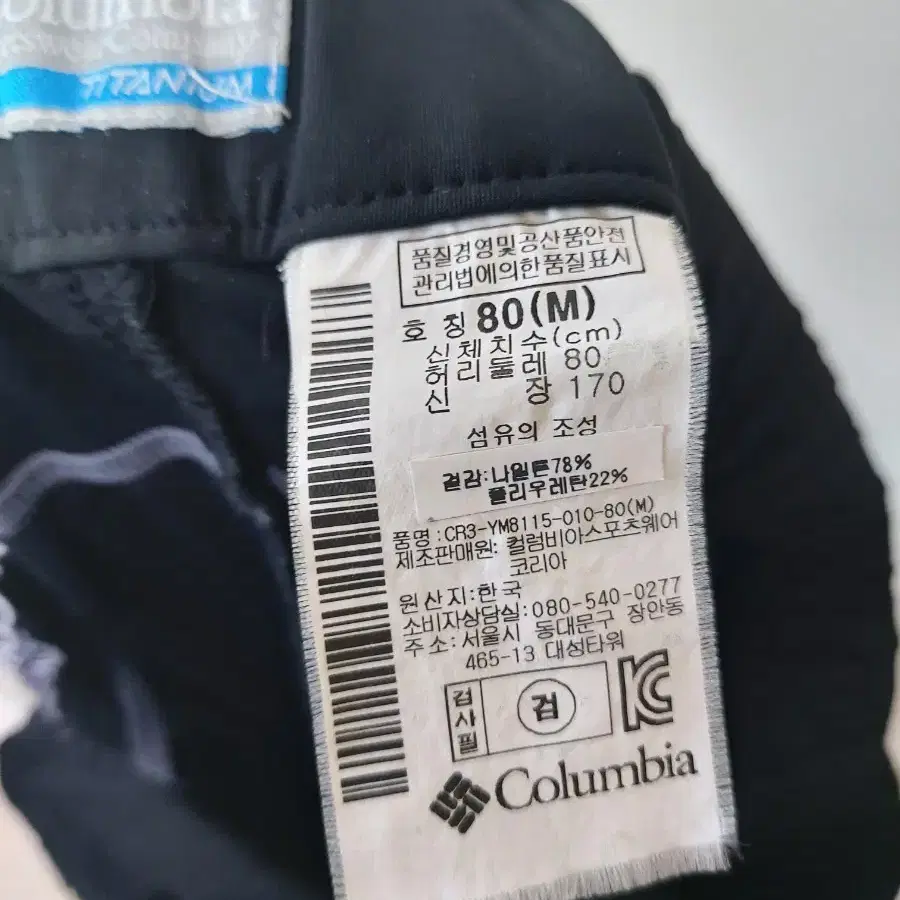 TITANIUM
품질경영및공산품안전
관리법에의한품질표시
호 칭 80(M)
신체치수(cm)
허리둘레 80
신 장 170
섬유의 조성
겉감:나일론78%
폴리우레탄22%
품명:CR3-YM8115-010-80(M)
제조판매원: 컬럼비아스포츠웨어
코리아
원산지:한국
소비자상담실:080-540-0277
주소:서울시 동대문구 장안동
465-13 대성타워
검사필
검
Columbia